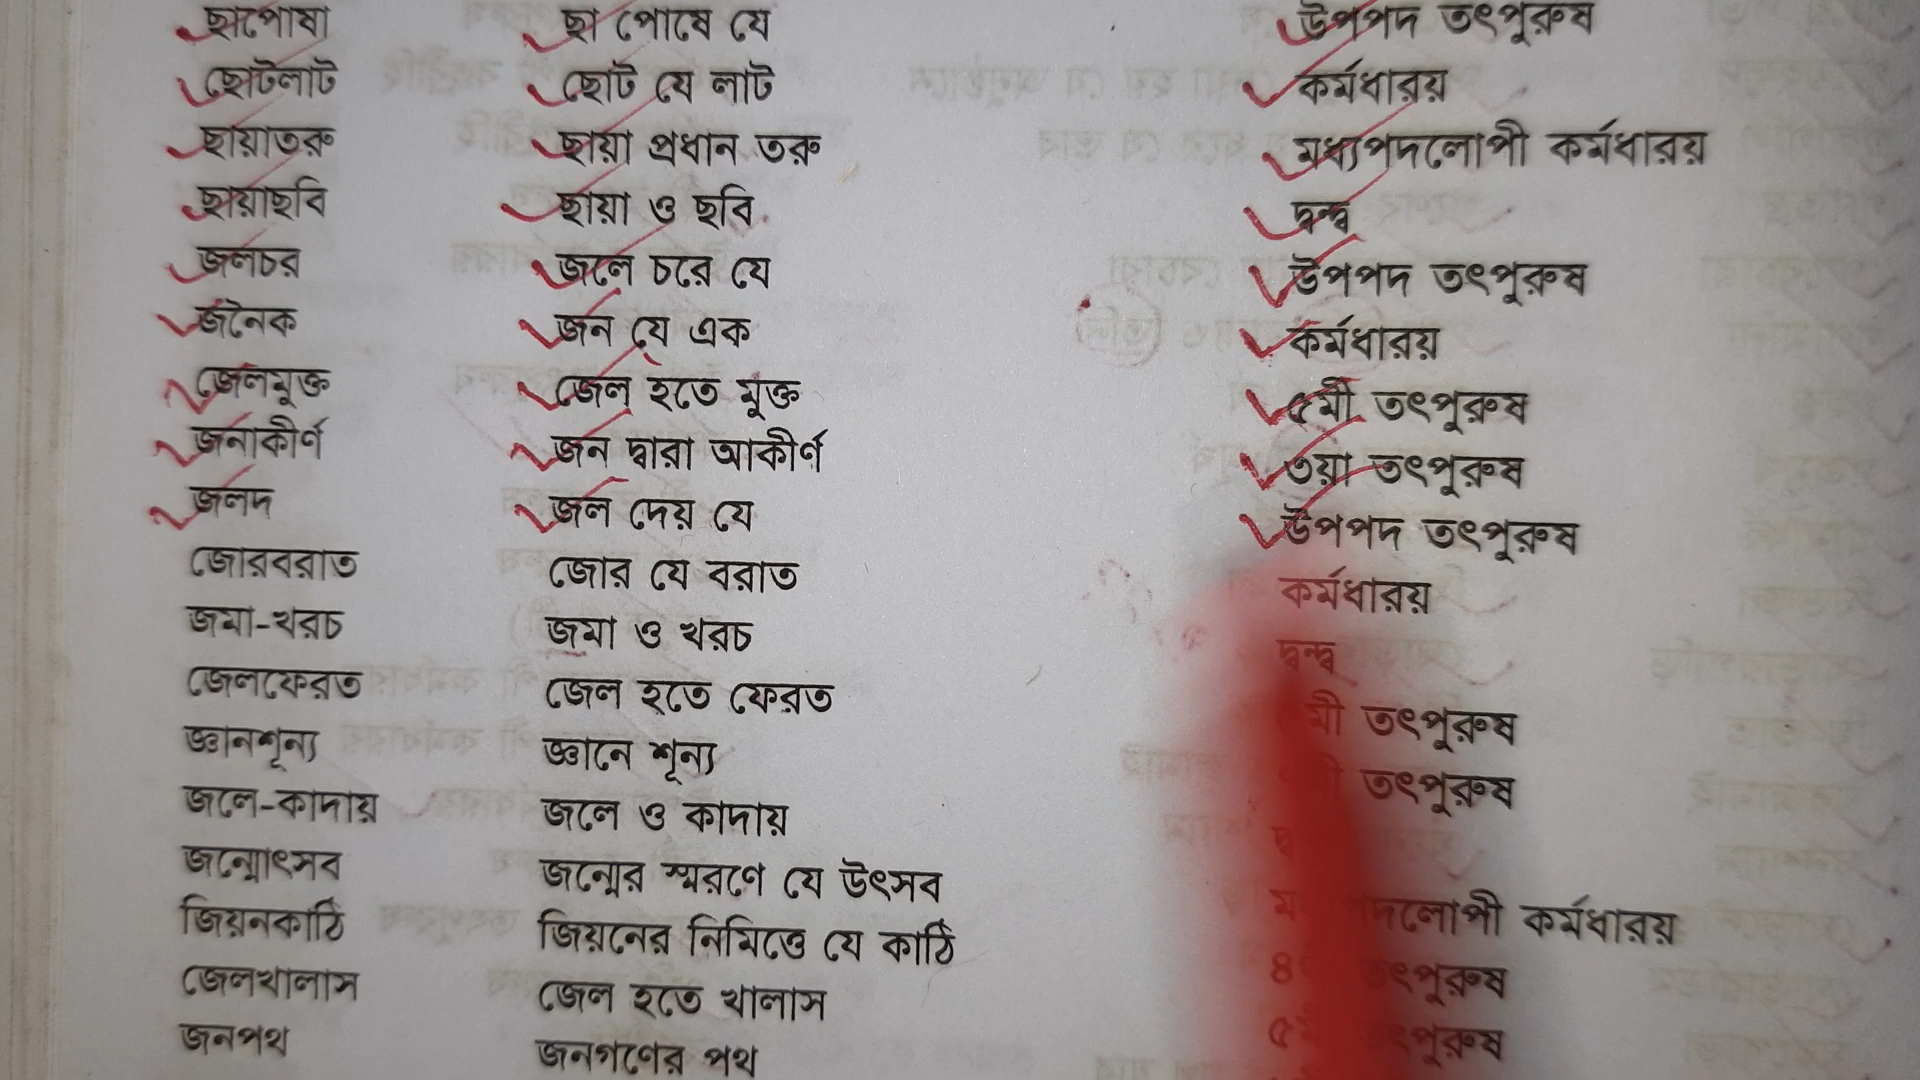 ছাপোষা ছা পোষে যে উপপদ তৎপুরুষ
ছোটলাট ছোট যে লাট কর্মধারয়
ছায়াতরু ছায়া প্রধান তরু মধ্যপদলোপী কর্মধারয়
ছায়াছবি ছায়া ও ছবি দ্বন্দ্ব
জলচর জলে চরে যে উপপদ তৎপুরুষ
জনৈক জন যে এক কর্মধারয়
জেলমুক্ত জেল হতে মুক্ত ৫মী তৎপুরুষ
জনাকীর্ণ জন দ্বারা আকীর্ণ ৩য়া তৎপুরুষ
জলদ জল দেয় যে উপপদ তৎপুরুষ
জোরবরাত জোর যে বরাত কর্মধারয়
জমা-খরচ জমা ও খরচ দ্বন্দ্ব
জেলফেরত জেল হতে ফেরত তৎপুরুষ
জ্ঞানশূন্য জ্ঞানে শূন্য তৎপুরুষ
জলে-কাদায় জলে ও কাদায়
জন্মোৎসব জন্মের স্মরণে যে উৎসব কর্মধারয়
জিয়নকাঠি জিয়নের নিমিত্তে যে কাঠি
জেলখালাস জেল হতে খালাস
জনপথ জনগণের পথ